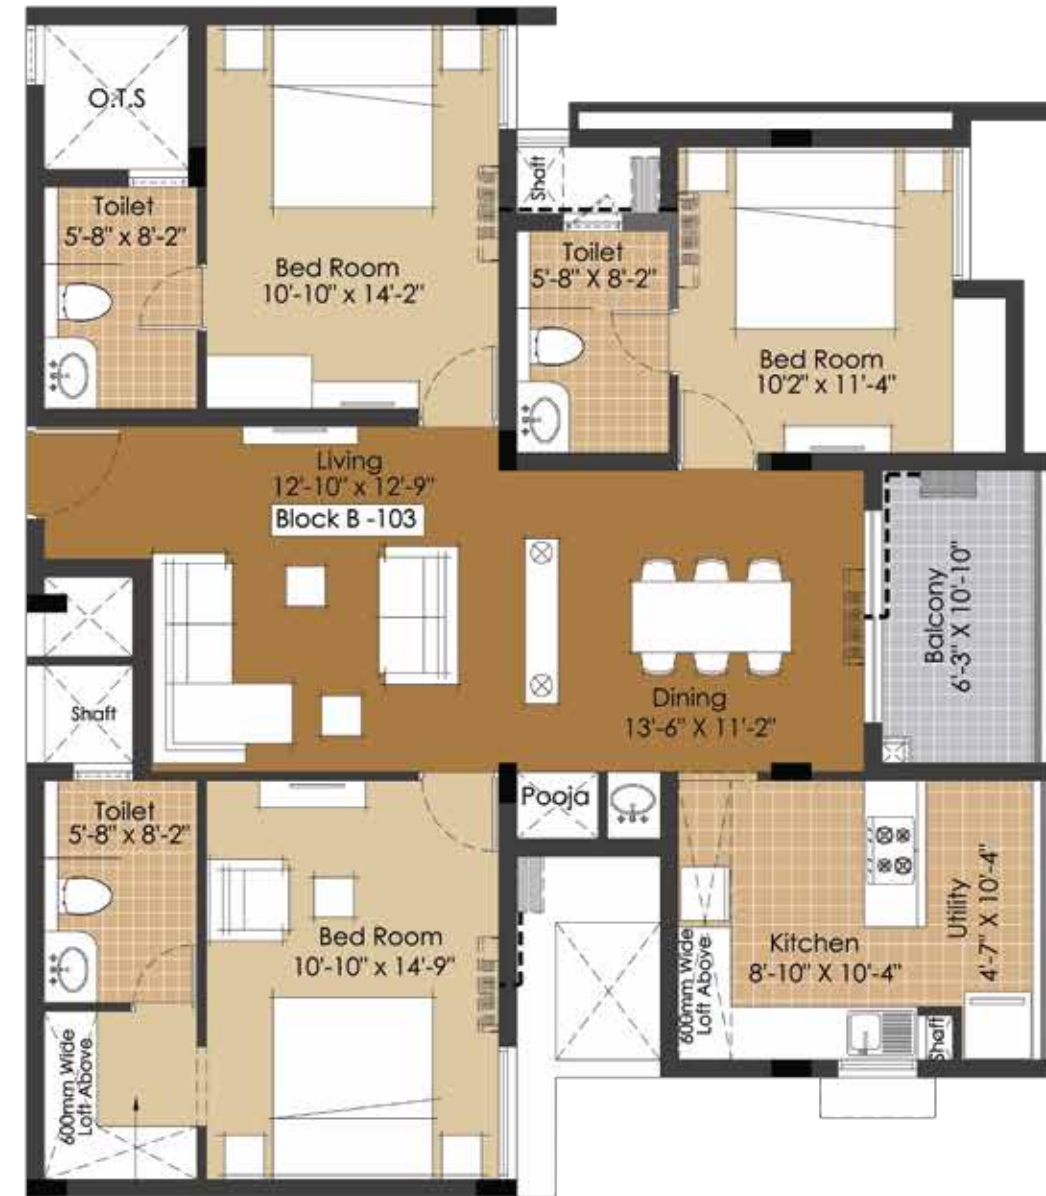 O.T.S
Toilet
5'-8" x 8'-2"
Bed Room
10'-10" x 14'-2"
Shaft
Toilet
5'-8" X 8'-2"
Bed Room
10'2" x 11'-4"
Living
12'-10" x 12'-9"
Block B -103
Balcony
6'-3" X 10'-10"
Shaft
Dining
13'-6" X 11'-2"
Toilet
5'-8" x 8'-2"
Pooja
Bed Room
10'-10" x 14'-9"
Kitchen
8'-10" X 10'-4"
Utility
4'-7" X 10'-4"
600mm Wide
Loft Above
600mm Wide
Loft Above
Shaft